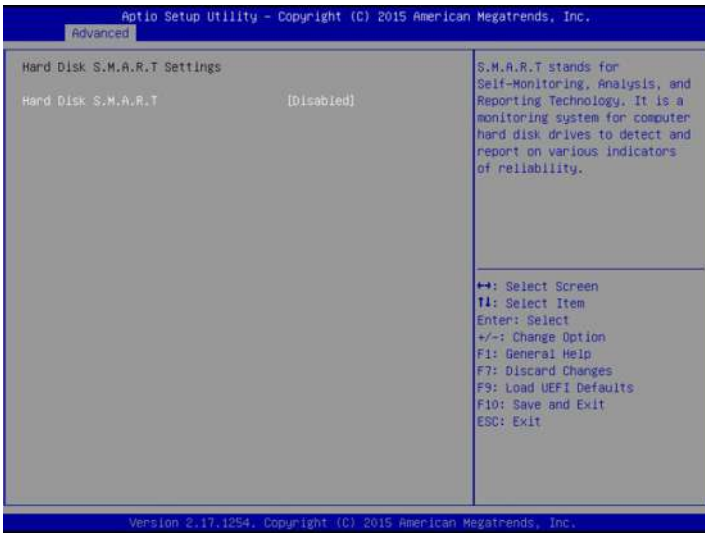 Aptio Setup Utility - Copyright (C) 2015 American Megatrends, Inc.
Advanced
Hard Disk S.M.A.R.T Settings
Hard Disk S.M.A.R.T [Disabled]
S.M.A.R.T stands for
Self-Monitoring, Analysis, and
Reporting Technology. It is a
monitoring system for computer
hard disk drives to detect and
report on various indicators
of reliability.
↔: Select Screen
↑↓: Select Item
Enter: Select
+/-: Change Option
F1: General Help
F7: Discard Changes
F9: Load UEFI Defaults
F10: Save and Exit
ESC: Exit
Version 2.17.1254. Copyright (C) 2015 American Megatrends, Inc.